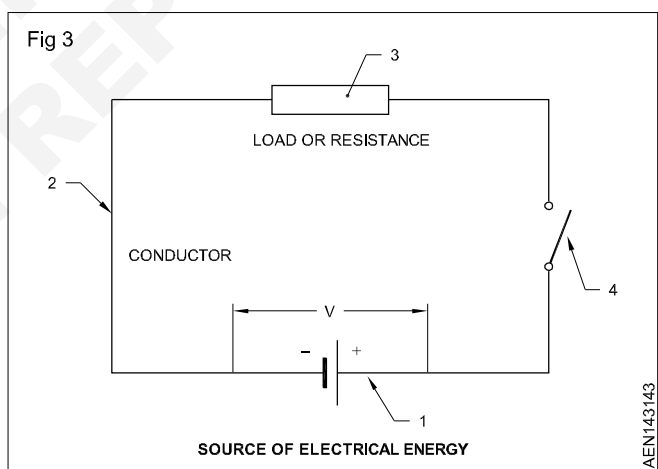 Fig 3
3
LOAD OR RESISTANCE
2
CONDUCTOR
4
V
– +
1
SOURCE OF ELECTRICAL ENERGY
AEN143143